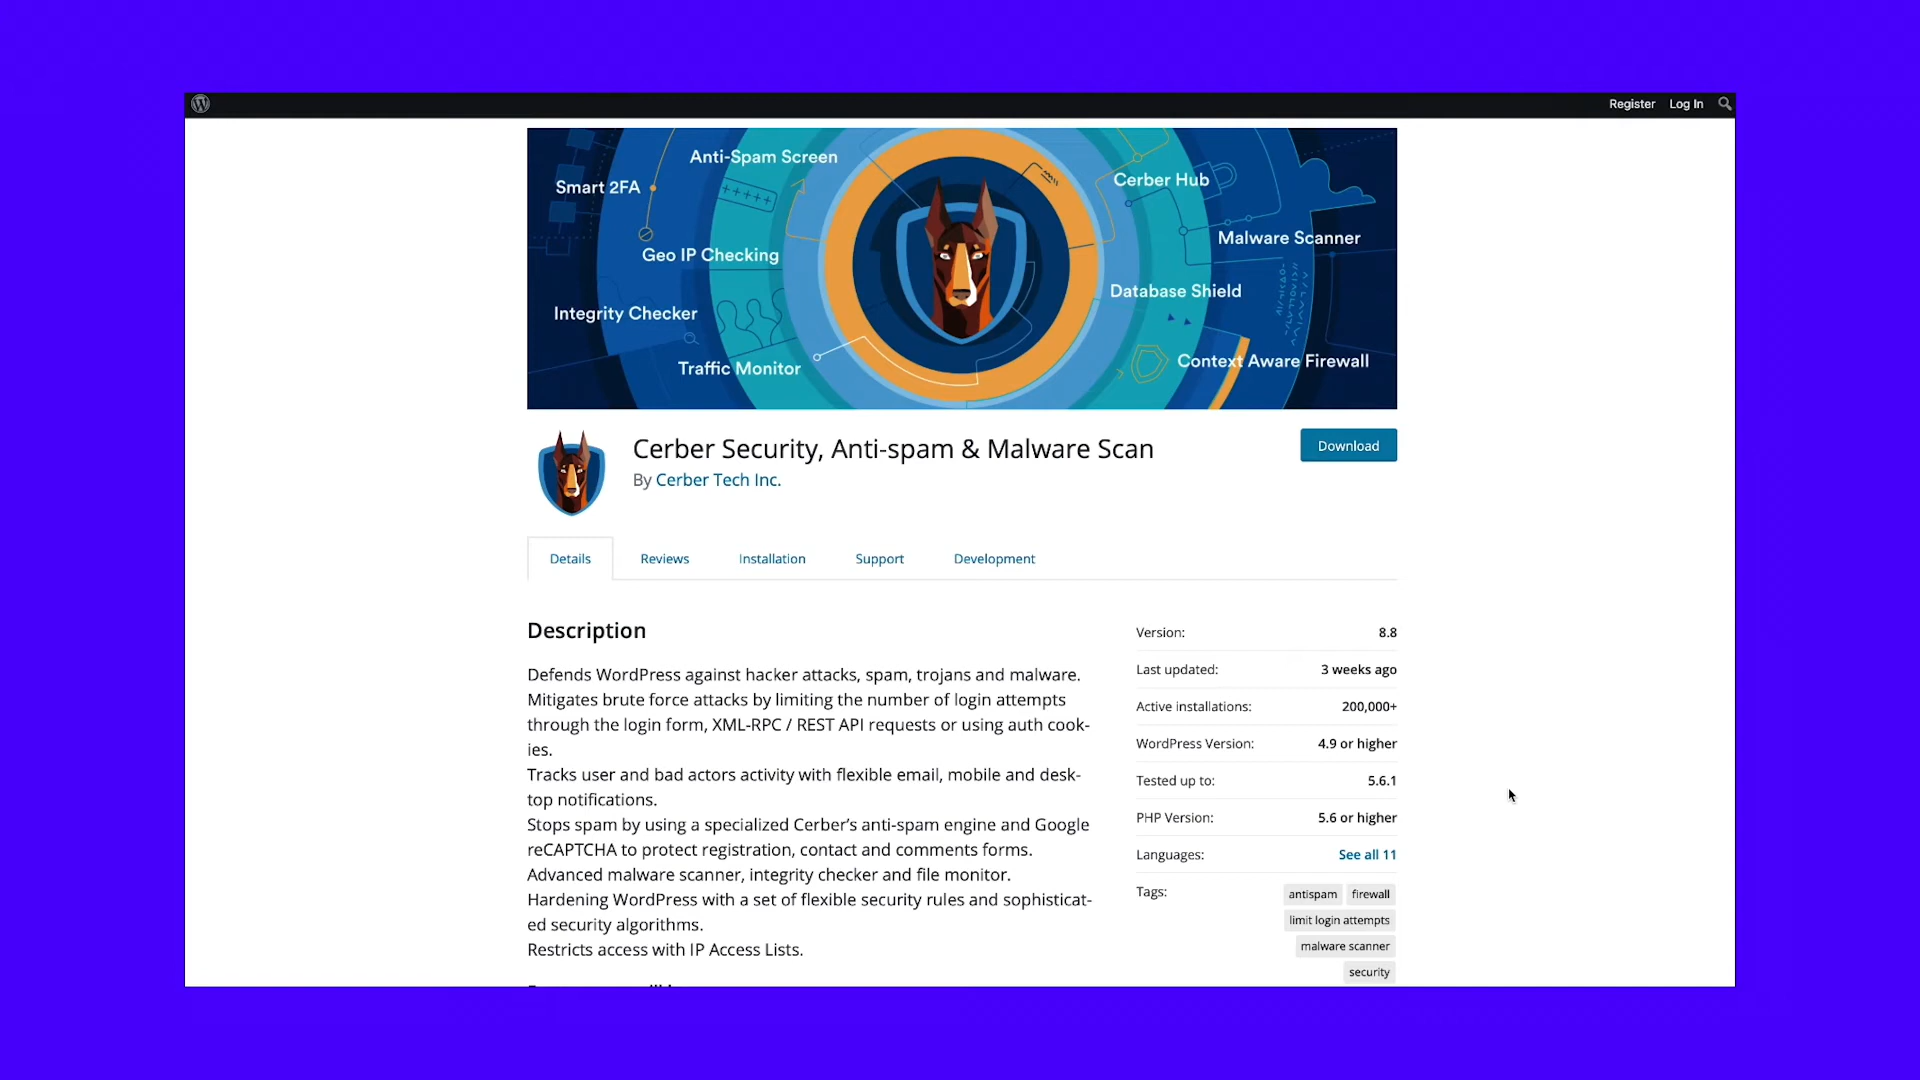 Register Log In
Anti-Spam Screen
Smart 2FA
Cerber Hub
Malware Scanner
Geo IP Checking
Database Shield
Integrity Checker
Traffic Monitor
Context Aware Firewall
Cerber Security, Anti-spam & Malware Scan
By Cerber Tech Inc.
Download
Details Reviews Installation Support Development
Description
Defends WordPress against hacker attacks, spam, trojans and malware.
Mitigates brute force attacks by limiting the number of login attempts
through the login form, XML-RPC / REST API requests or using auth cook-
ies.
Tracks user and bad actors activity with flexible email, mobile and desk-
top notifications.
Stops spam by using a specialized Cerber’s anti-spam engine and Google
reCAPTCHA to protect registration, contact and comments forms.
Advanced malware scanner, integrity checker and file monitor.
Hardening WordPress with a set of flexible security rules and sophisticat-
ed security algorithms.
Restricts access with IP Access Lists.
Version: 8.8
Last updated: 3 weeks ago
Active installations: 200,000+
WordPress Version: 4.9 or higher
Tested up to: 5.6.1
PHP Version: 5.6 or higher
Languages: See all 11
Tags: antispam firewall
limit login attempts
malware scanner
security